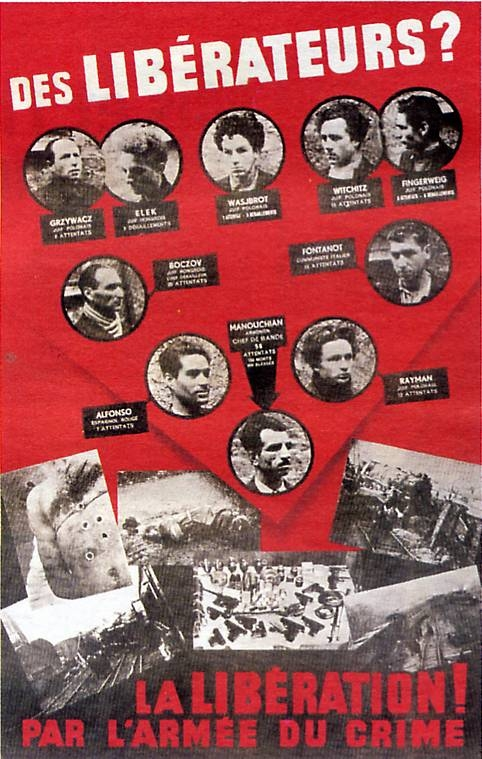 DES LIBÉRATEURS?
GRZYWACZ
JUIF POLONAIS
2 ATTENTATS
ELEK
JUIF HONGROIS
8 DÉRAILLEMENTS
WASJBROT
JUIF POLONAIS
1 ATTENTAT - 3 DÉRAILLEMENTS
WITCHITZ
JUIF POLONAIS
15 ATTENTATS
FINGERWEIG
JUIF POLONAIS
3 ATTENTATS - 5 DÉRAILLEMENTS
BOCZOV
JUIF HONGROIS
CHEF DÉRAILLEUR
20 ATTENTATS
FONTANOT
COMMUNISTE ITALIEN
12 ATTENTATS
MANOUCHIAN
ARMÉNIEN
CHEF DE BANDE
56
ATTENTATS
150 MORTS
600 BLESSÉS
RAYMAN
JUIF POLONAIS
13 ATTENTATS
ALFONSO
ESPAGNOL ROUGE
7 ATTENTATS
LA LIBÉRATION!
PAR L'ARMÉE DU CRIME